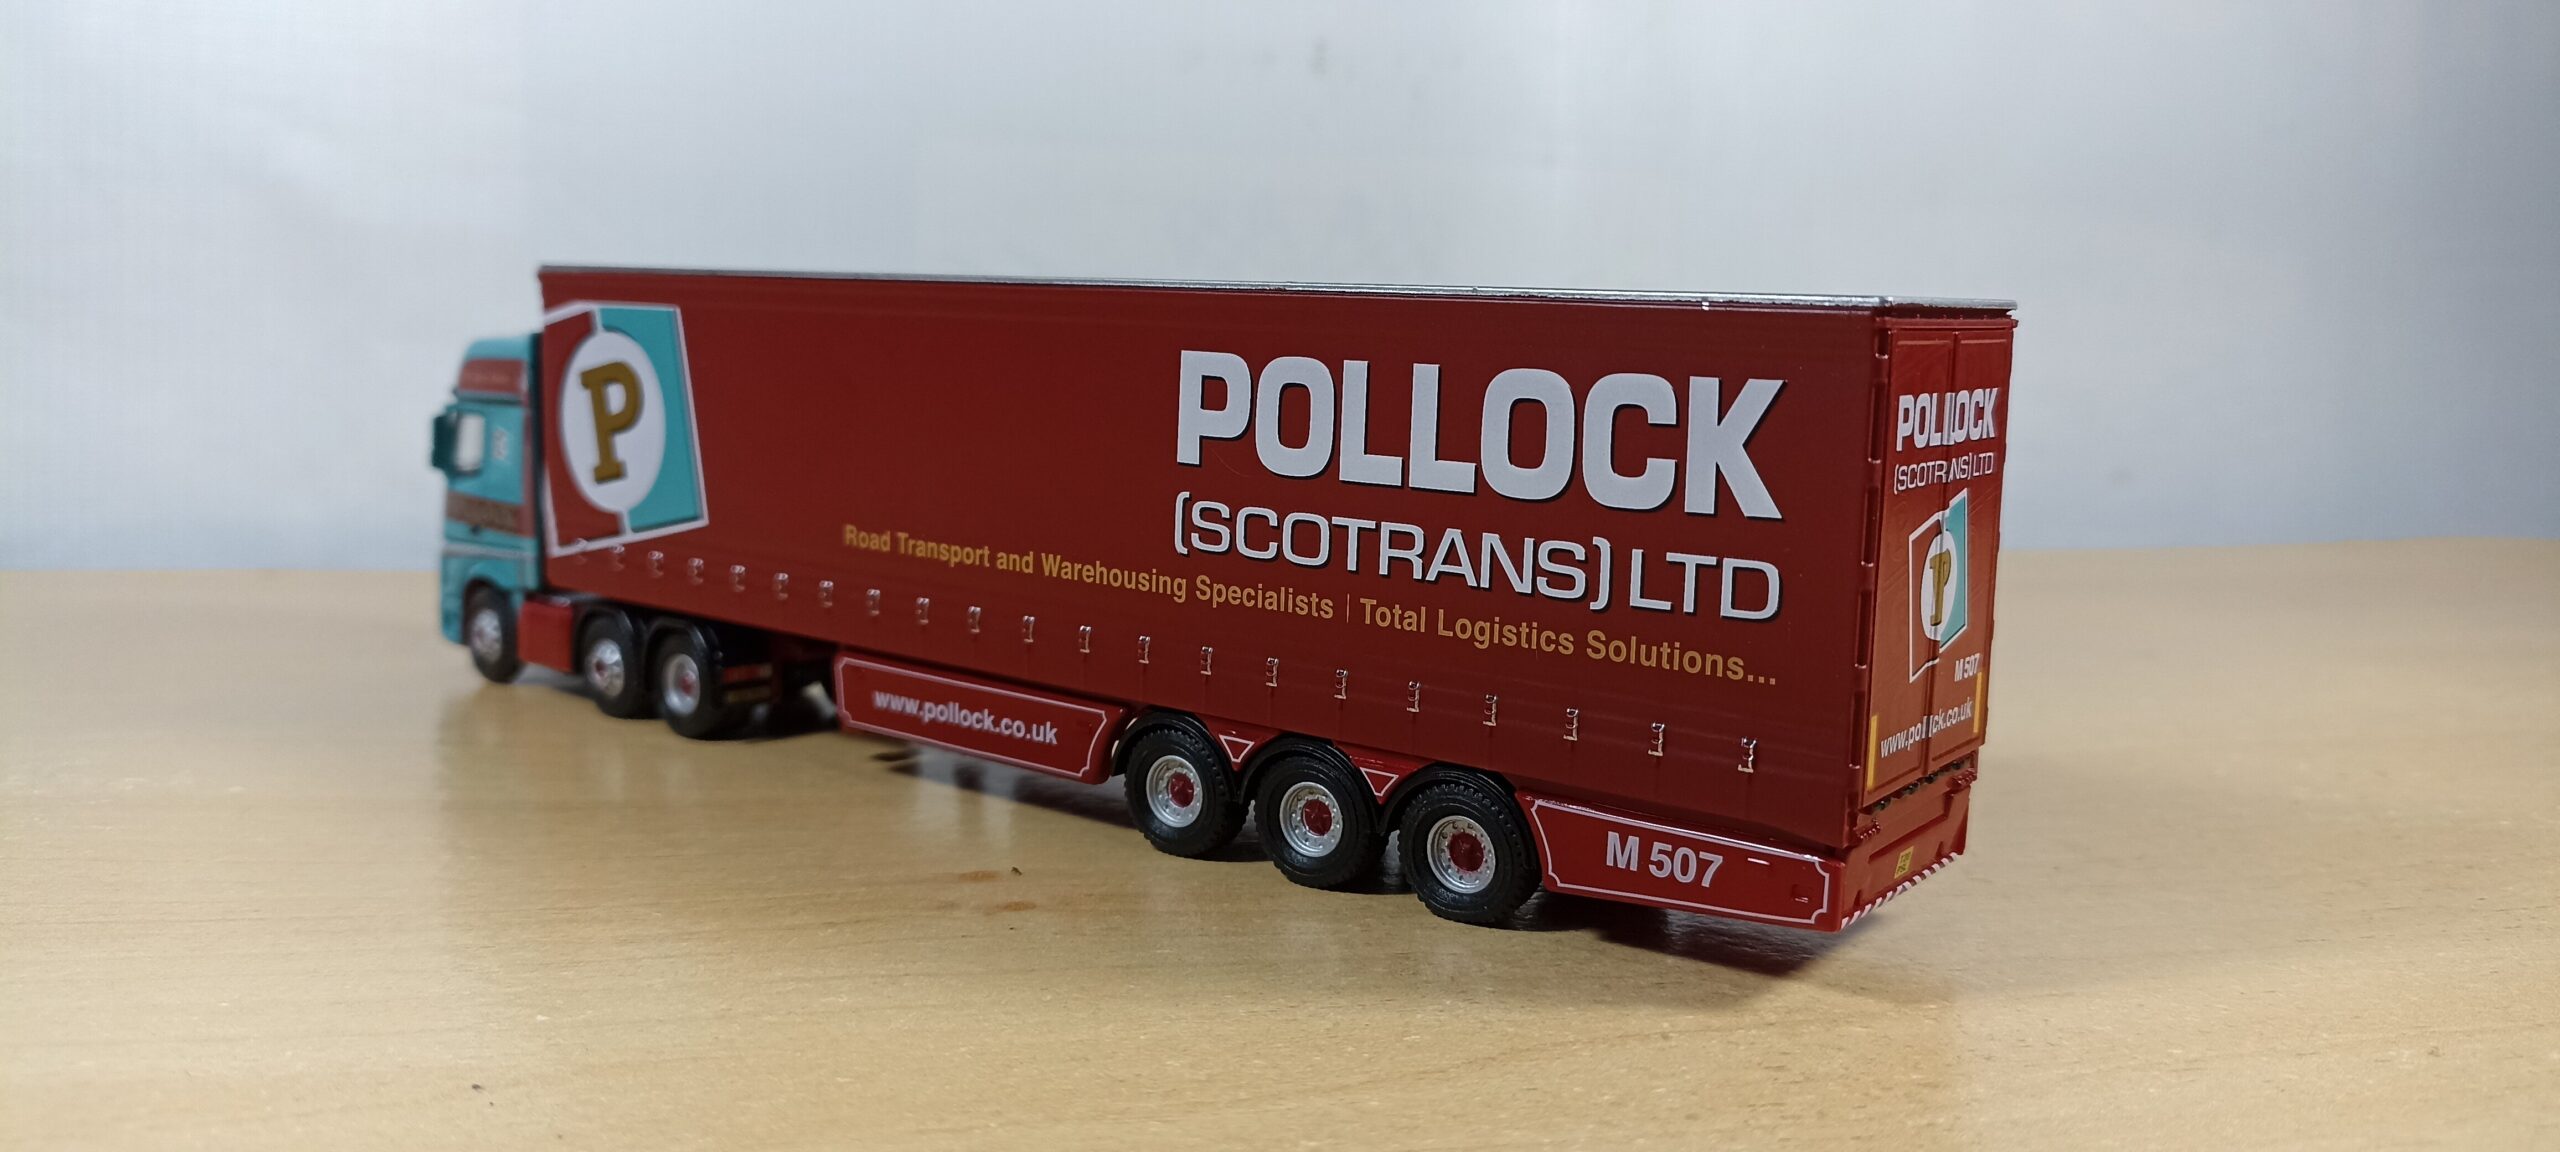 P
POLLOCK
(SCOTRANS) LTD
Road Transport and Warehousing Specialists | Total Logistics Solutions...
www.pollock.co.uk
M 507
POLLOCK
(SCOTRANS) LTD
P
M 507
www.pollock.co.uk